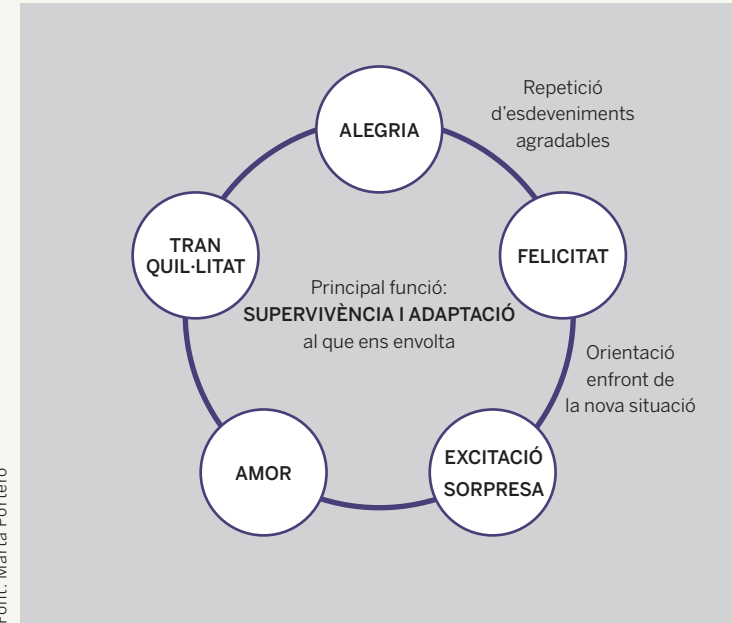 ALEGRIA
Repetició
d'esdeveniments
agradables
TRAN
QUIL·LITAT
FELICITAT
Principal funció:
SUPERVIVÈNCIA I ADAPTACIÓ
al que ens envolta
Orientació
enfront de
la nova situació
AMOR
EXCITACIÓ
SORPRESA
Font: Marta Portero